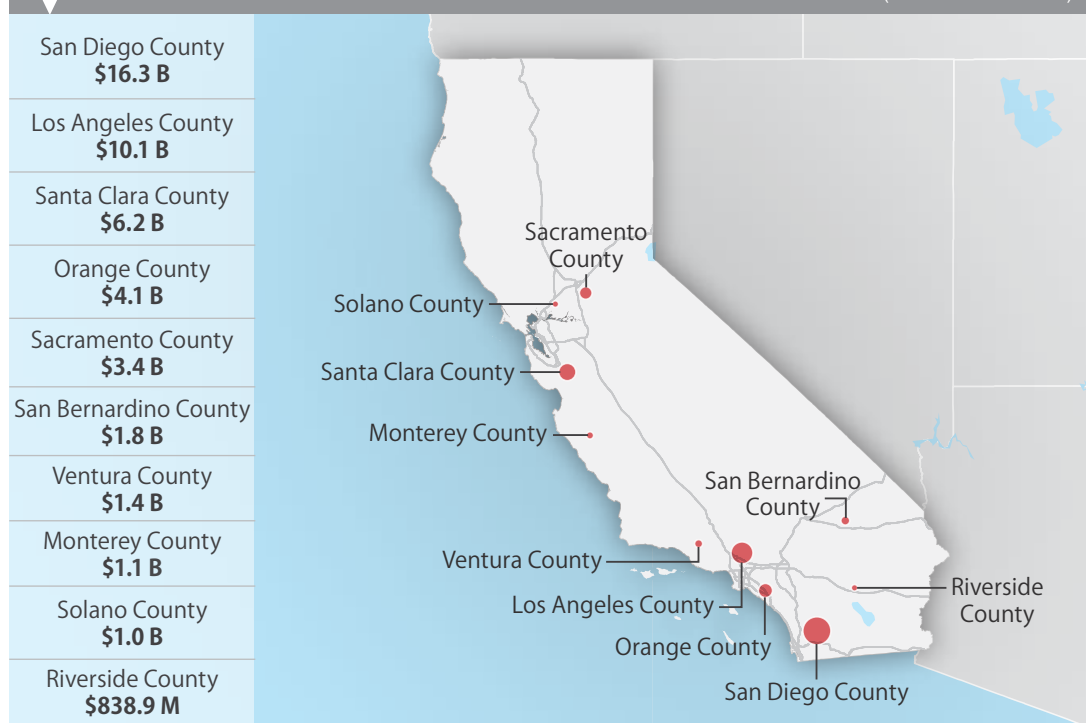 San Diego County
$16.3 B
Los Angeles County
$10.1 B
Santa Clara County
$6.2 B
Orange County
$4.1 B
Sacramento County
$3.4 B
San Bernardino County
$1.8 B
Ventura County
$1.4 B
Monterey County
$1.1 B
Solano County
$1.0 B
Riverside County
$838.9 M
Sacramento
County
Solano County
Santa Clara County
Monterey County
San Bernardino
County
Ventura County
Los Angeles County
Orange County
San Diego County
Riverside
County